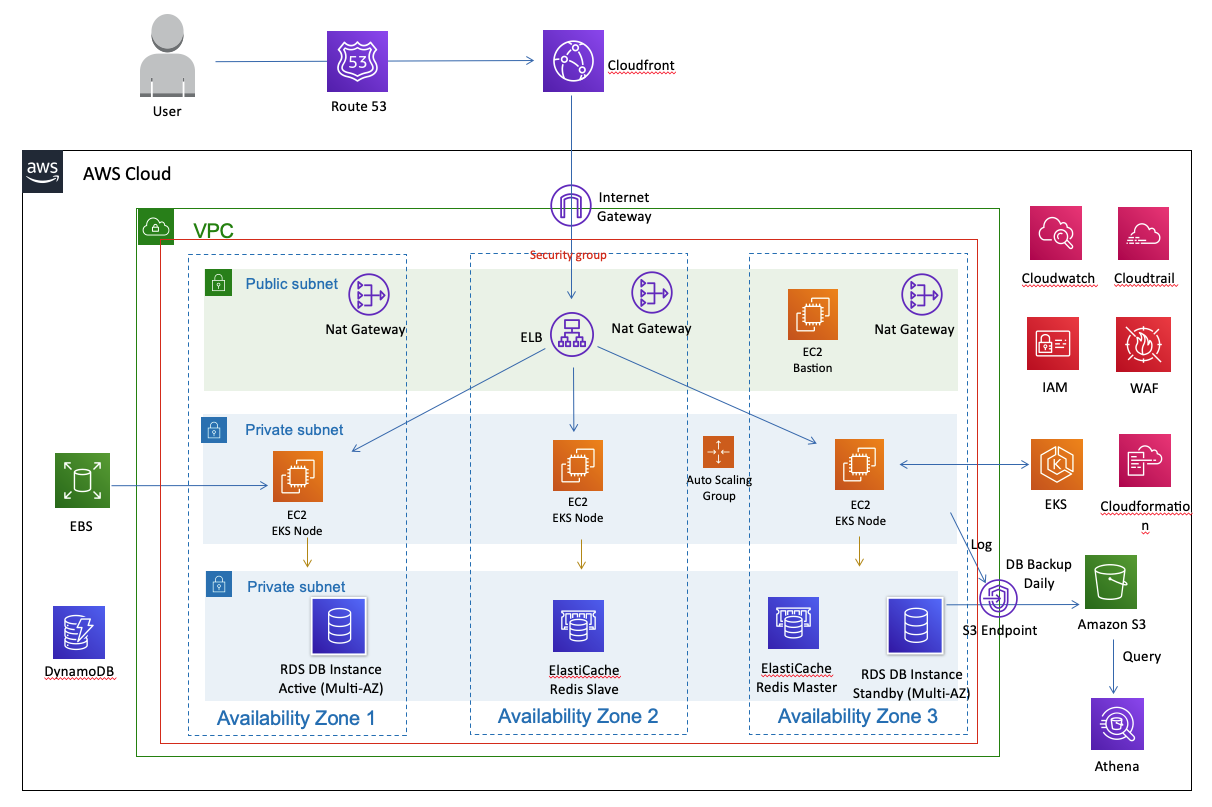 53
User
Route 53
Cloudfront
aws
AWS Cloud
Internet
Gateway
VPC
Security group
Public subnet
Nat Gateway
ELB
Nat Gateway
EC2
Bastion
Nat Gateway
Cloudwatch
Cloudtrail
IAM
WAF
Private subnet
EC2
EKS Node
EC2
EKS Node
Auto Scaling
Group
EC2
EKS Node
EBS
K
EKS
Cloudformatio
n
Log
DB Backup
Daily
Private subnet
RDS DB Instance
Active (Multi-AZ)
ElastiCache
Redis Slave
ElastiCache
Redis Master
RDS DB Instance
Standby (Multi-AZ)
S3 Endpoint
Amazon S3
DynamoDB
Query
Availability Zone 1
Availability Zone 2
Availability Zone 3
Athena